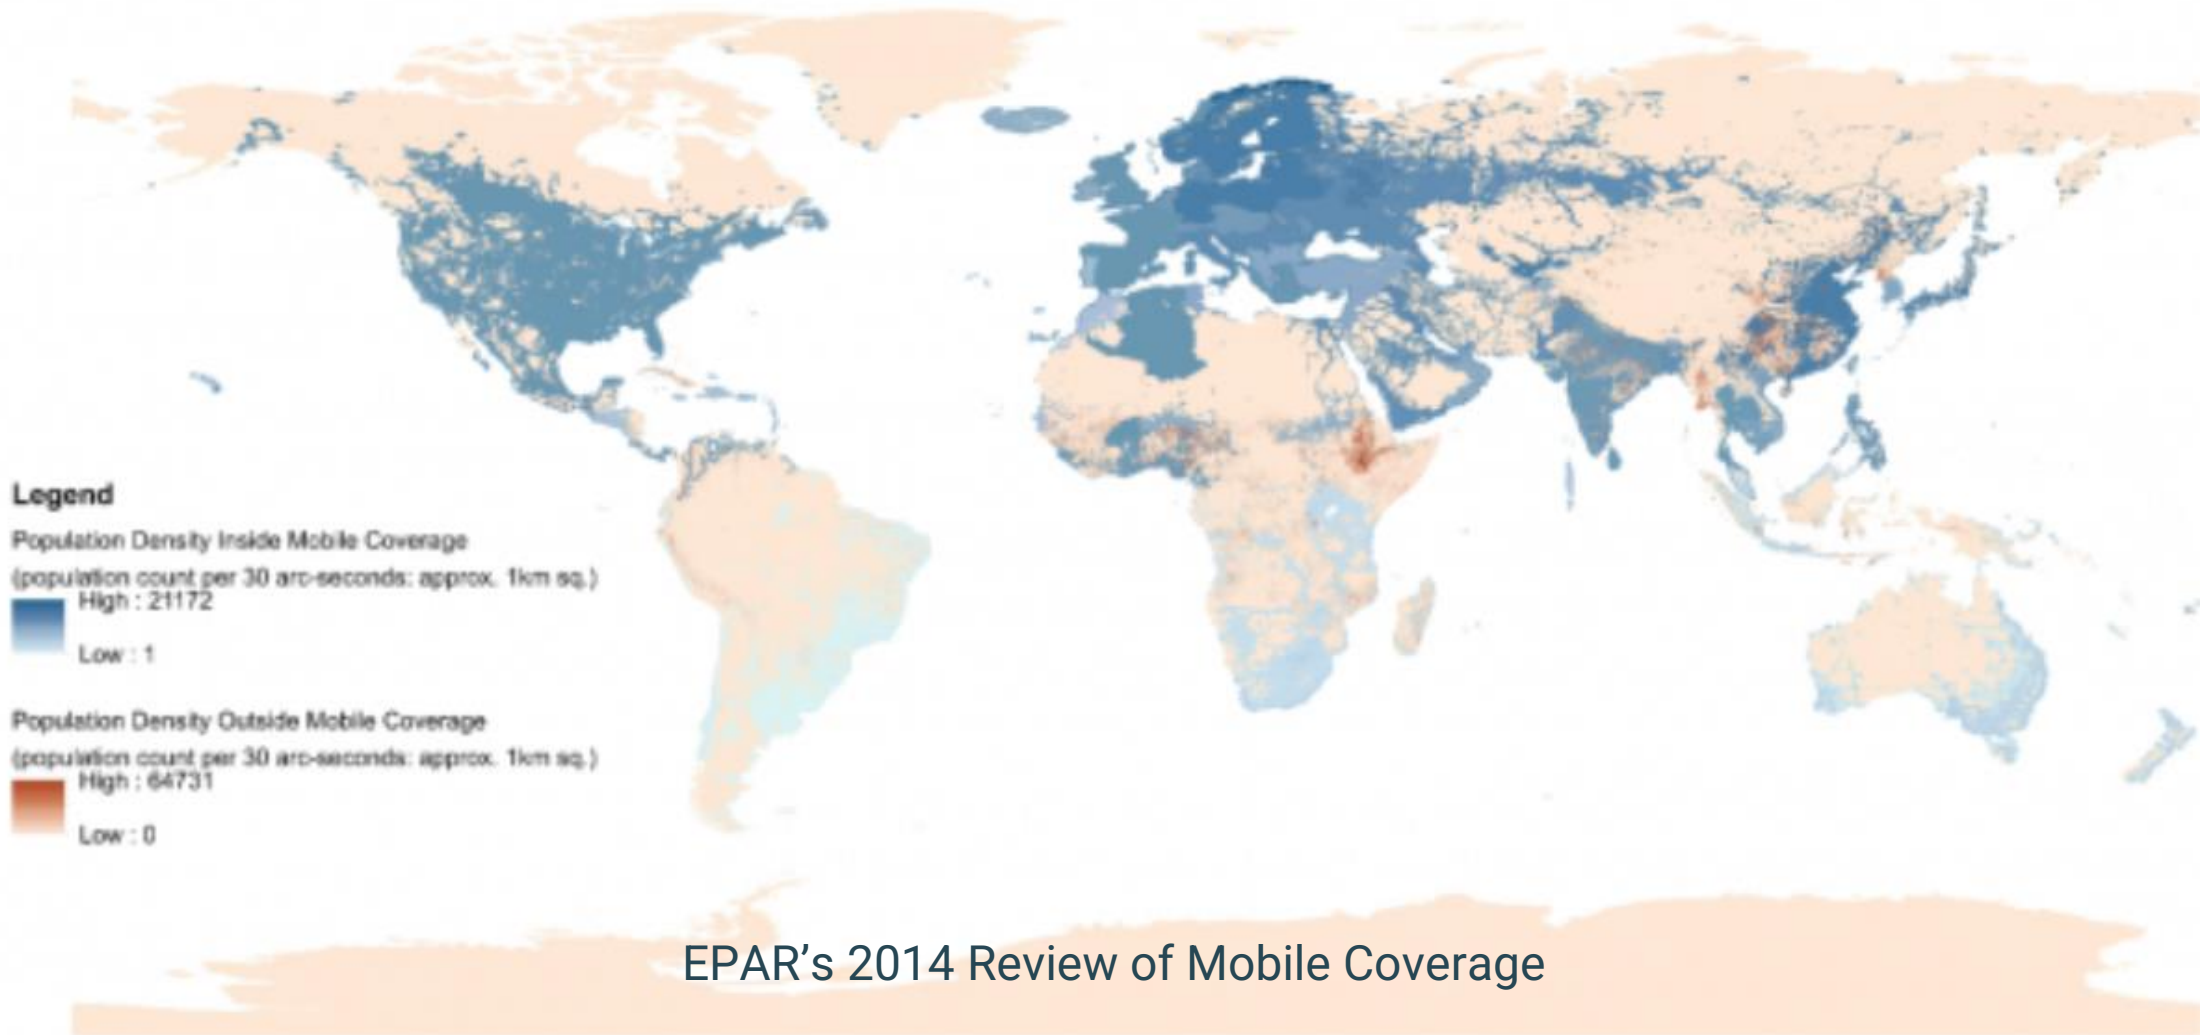 Legend
Population Density Inside Mobile Coverage
(population count per 30 arc-seconds: approx. 1km sq.)
High : 21172
Low : 1
Population Density Outside Mobile Coverage
(population count per 30 arc-seconds: approx. 1km sq.)
High : 64731
Low : 0
EPAR’s 2014 Review of Mobile Coverage